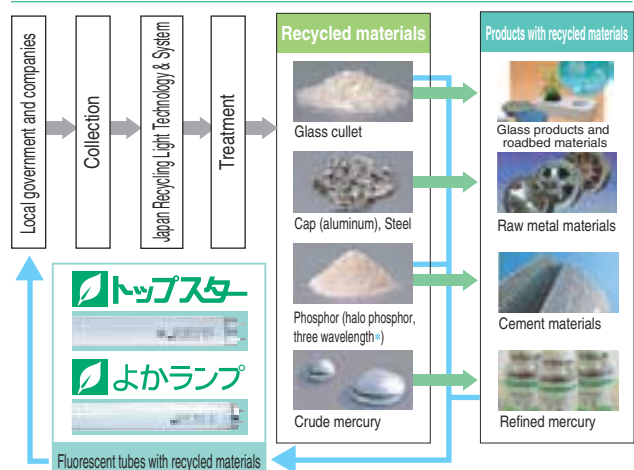 Local government and companies
Collection
Japan Recycling Light Technology & System
Treatment
Recycled materials
Glass cullet
Cap (aluminum), Steel
Phosphor (halo phosphor,
three wavelength*)
Crude mercury
Products with recycled materials
Glass products and
roadbed materials
Raw metal materials
Cement materials
Refined mercury
トップスター
よかランプ
Fluorescent tubes with recycled materials